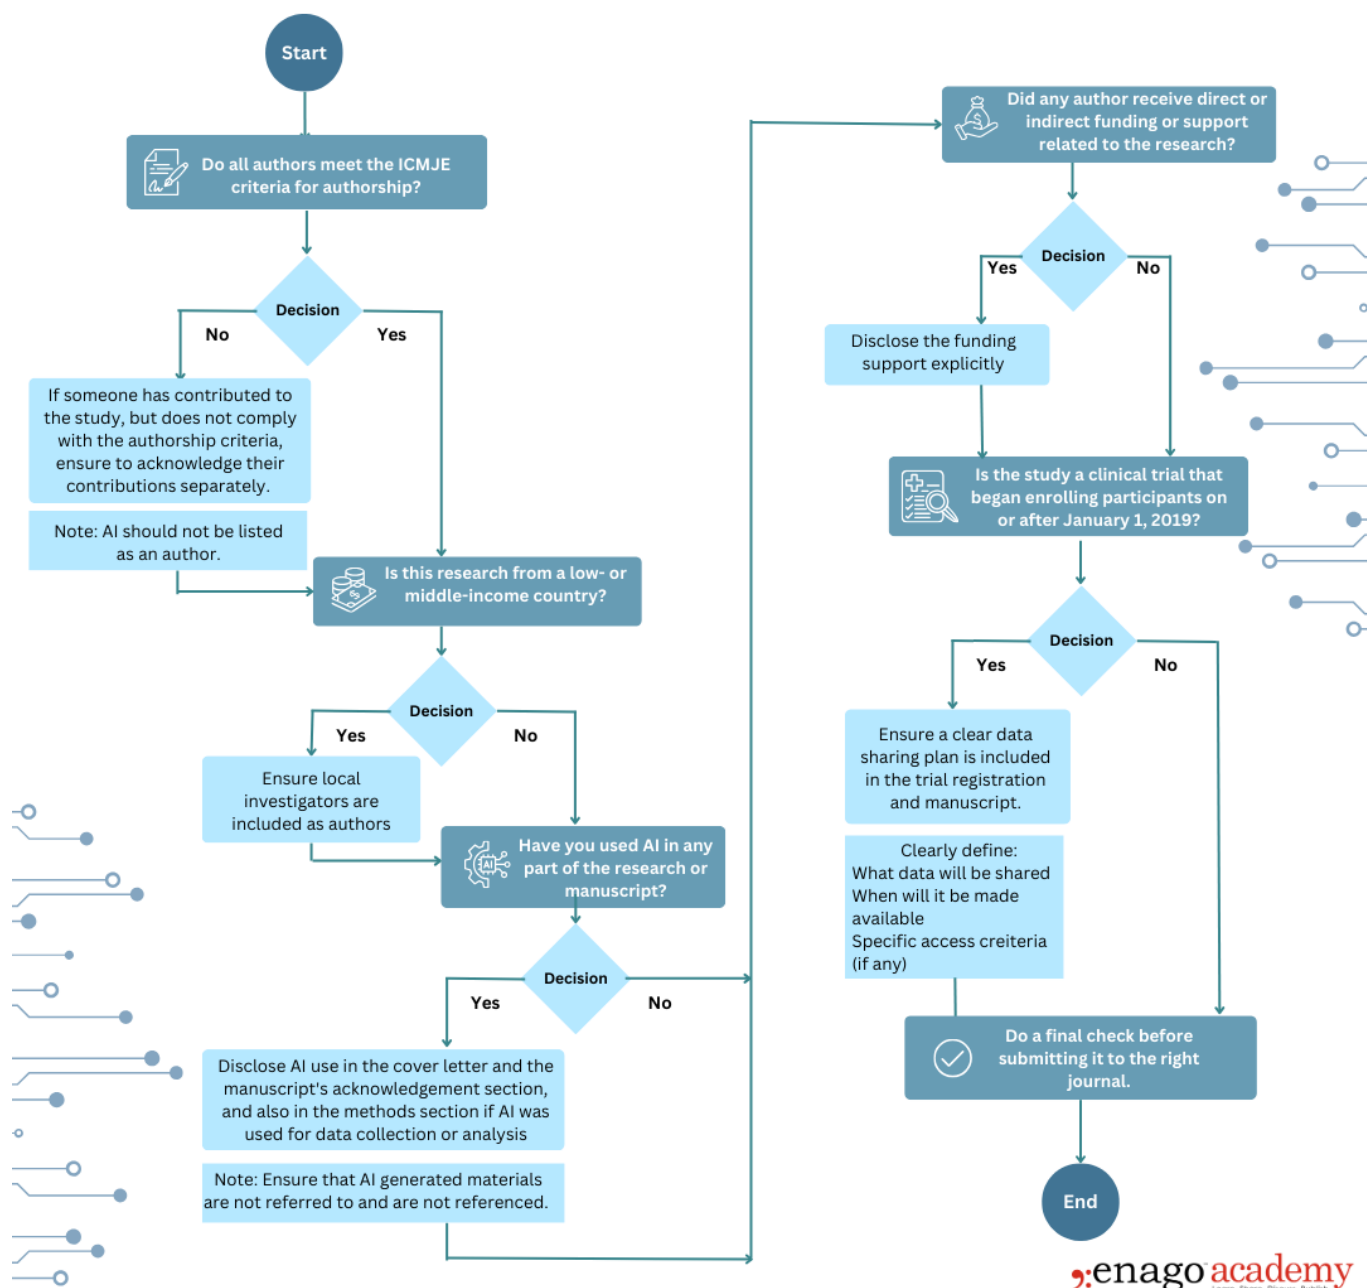 Start
Do all authors meet the ICMJE
criteria for authorship?
Decision
No
Yes
If someone has contributed to
the study, but does not comply
with the authorship criteria,
ensure to acknowledge their
contributions separately.
Note: AI should not be listed
as an author.
Is this research from a low- or
middle-income country?
Decision
Yes
No
Ensure local
investigators are
included as authors
Have you used AI in any
part of the research or
manuscript?
AI
Decision
Yes
No
Disclose AI use in the cover letter and the
manuscript's acknowledgement section,
and also in the methods section if AI was
used for data collection or analysis
Note: Ensure that AI generated materials
are not referred to and are not referenced.
Did any author receive direct or
indirect funding or support
related to the research?
Decision
Yes
No
Disclose the funding
support explicitly
Is the study a clinical trial that
began enrolling participants on
or after January 1, 2019?
Decision
Yes
No
Ensure a clear data
sharing plan is included
in the trial registration
and manuscript.
Clearly define:
What data will be shared
When will it be made
available
Specific access creiteria
(if any)
Do a final check before
submitting it to the right
journal.
End
enago academy